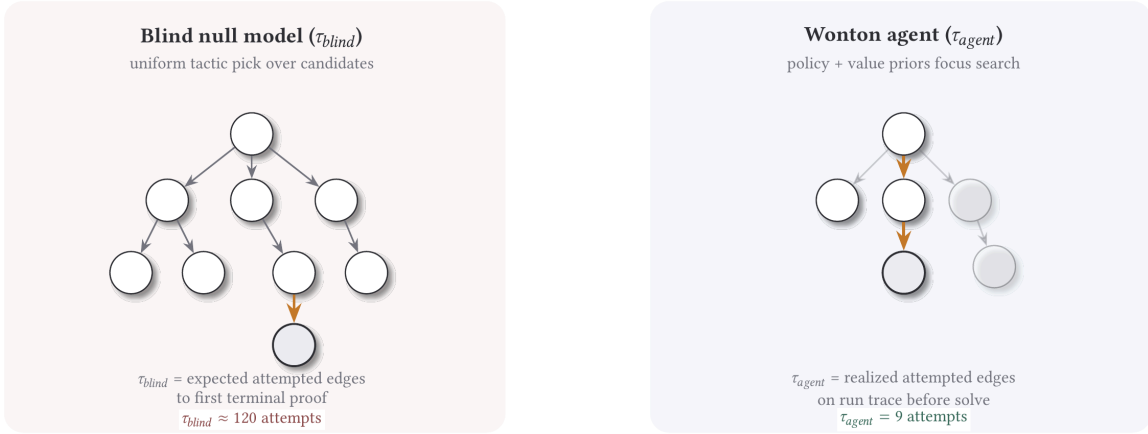 Blind null model (τblind)
uniform tactic pick over candidates
τblind = expected attempted edges
to first terminal proof
τblind ≈ 120 attempts
Wonton agent (τagent)
policy + value priors focus search
τagent = realized attempted edges
on run trace before solve
τagent = 9 attempts